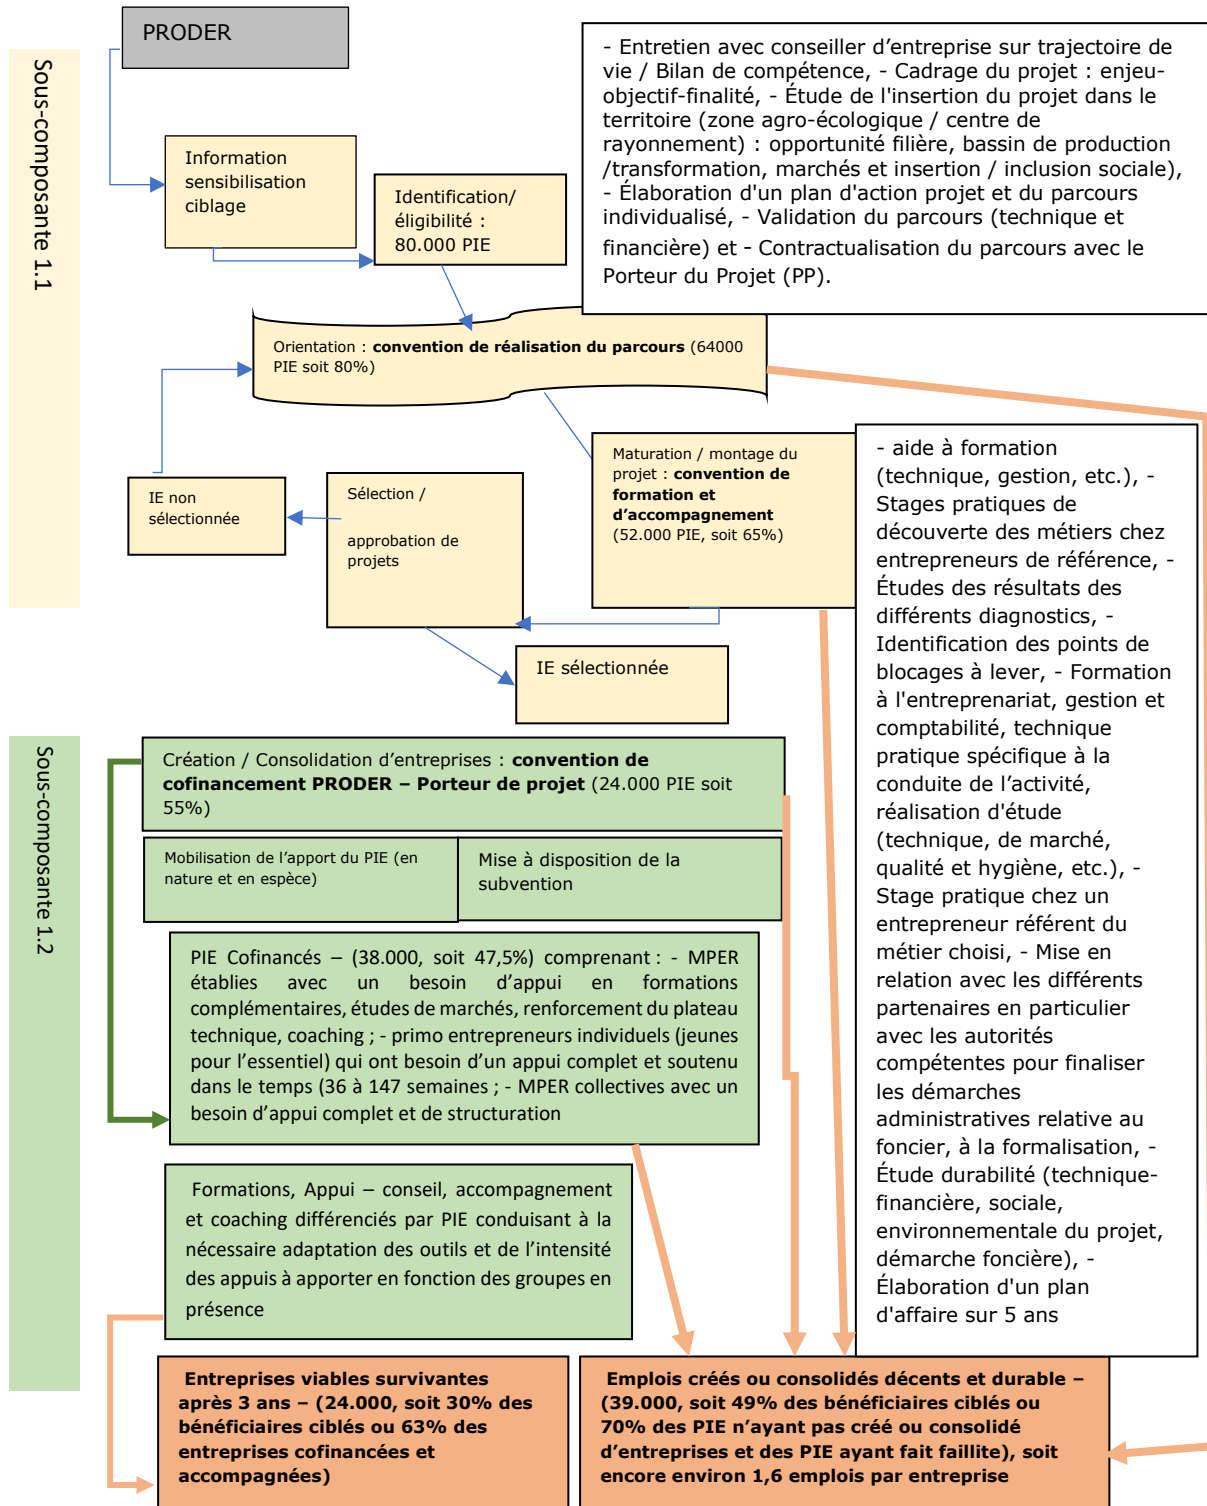 PRODER
- Entretien avec conseiller d’entreprise sur trajectoire de
vie / Bilan de compétence, - Cadrage du projet : enjeu-
objectif-finalité, - Étude de l'insertion du projet dans le
territoire (zone agro-écologique / centre de
rayonnement) : opportunité filière, bassin de production
/transformation, marchés et insertion / inclusion sociale),
- Élaboration d'un plan d'action projet et du parcours
individualisé, - Validation du parcours (technique et
financière) et - Contractualisation du parcours avec le
Porteur du Projet (PP).
Sous-composante 1.1
Information
sensibilisation
ciblage
Identification/
éligibilité :
80.000 PIE
Orientation : convention de réalisation du parcours (64000
PIE soit 80%)
Maturation / montage du
projet : convention de
formation et
d’accompagnement
(52.000 PIE, soit 65%)
IE non
sélectionnée
Sélection /
approbation de
projets
IE sélectionnée
- aide à formation
(technique, gestion, etc.), -
Stages pratiques de
découverte des métiers chez
entrepreneurs de référence, -
Études des résultats des
différents diagnostics, -
Identification des points de
blocages à lever, - Formation
à l'entreprenariat, gestion et
comptabilité, technique
pratique spécifique à la
conduite de l’activité,
réalisation d'étude
(technique, de marché,
qualité et hygiène, etc.), -
Stage pratique chez un
entrepreneur référent du
métier choisi, - Mise en
relation avec les différents
partenaires en particulier
avec les autorités
compétentes pour finaliser
les démarches
administratives relative au
foncier, à la formalisation, -
Étude durabilité (technique-
financière, sociale,
environnementale du projet,
démarche foncière), -
Élaboration d'un plan
d'affaire sur 5 ans
Sous-composante 1.2
Création / Consolidation d’entreprises : convention de
cofinancement PRODER – Porteur de projet (24.000 PIE soit
55%)
Mobilisation de l’apport du PIE (en
nature et en espèce)
Mise à disposition de la
subvention
PIE Cofinancés – (38.000, soit 47,5%) comprenant : - MPER
établies avec un besoin d’appui en formations
complémentaires, études de marchés, renforcement du plateau
technique, coaching ; - primo entrepreneurs individuels (jeunes
pour l’essentiel) qui ont besoin d’un appui complet et soutenu
dans le temps (36 à 147 semaines ; - MPER collectives avec un
besoin d’appui complet et de structuration
Formations, Appui – conseil, accompagnement
et coaching différenciés par PIE conduisant à la
nécessaire adaptation des outils et de l’intensité
des appuis à apporter en fonction des groupes en
présence
Entreprises viables survivantes
après 3 ans – (24.000, soit 30% des
bénéficiaires ciblés ou 63% des
entreprises cofinancées et
accompagnées)
Emplois créés ou consolidés décents et durable –
(39.000, soit 49% des bénéficiaires ciblés ou
70% des PIE n’ayant pas créé ou consolidé
d’entreprises et des PIE ayant fait faillite), soit
encore environ 1,6 emplois par entreprise